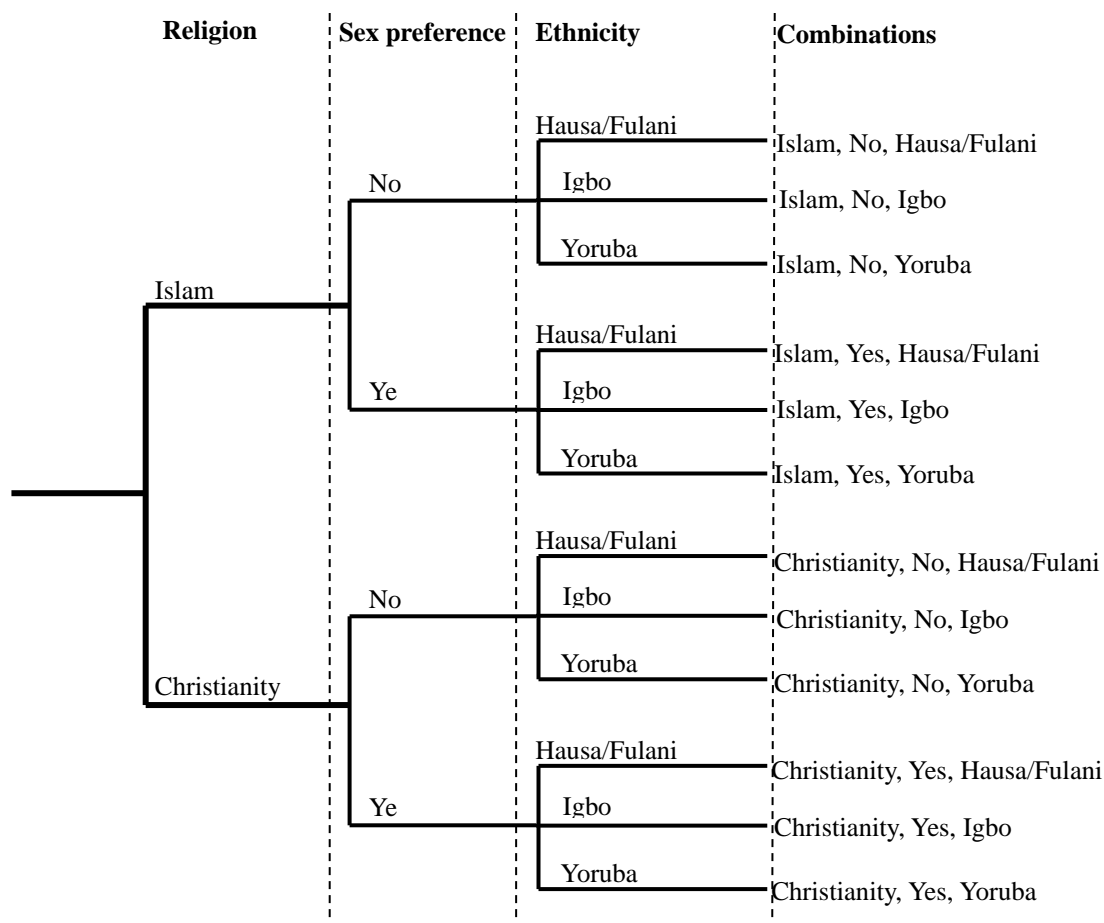 Religion
Sex preference
Ethnicity
Combinations
Hausa/Fulani
Islam, No, Hausa/Fulani
No
Igbo
Islam, No, Igbo
Yoruba
Islam, No, Yoruba
Islam
Hausa/Fulani
Islam, Yes, Hausa/Fulani
Ye
Igbo
Islam, Yes, Igbo
Yoruba
Islam, Yes, Yoruba
Hausa/Fulani
Christianity, No, Hausa/Fulani
No
Igbo
Christianity, No, Igbo
Yoruba
Christianity, No, Yoruba
Christianity
Hausa/Fulani
Christianity, Yes, Hausa/Fulani
Ye
Igbo
Christianity, Yes, Igbo
Yoruba
Christianity, Yes, Yoruba